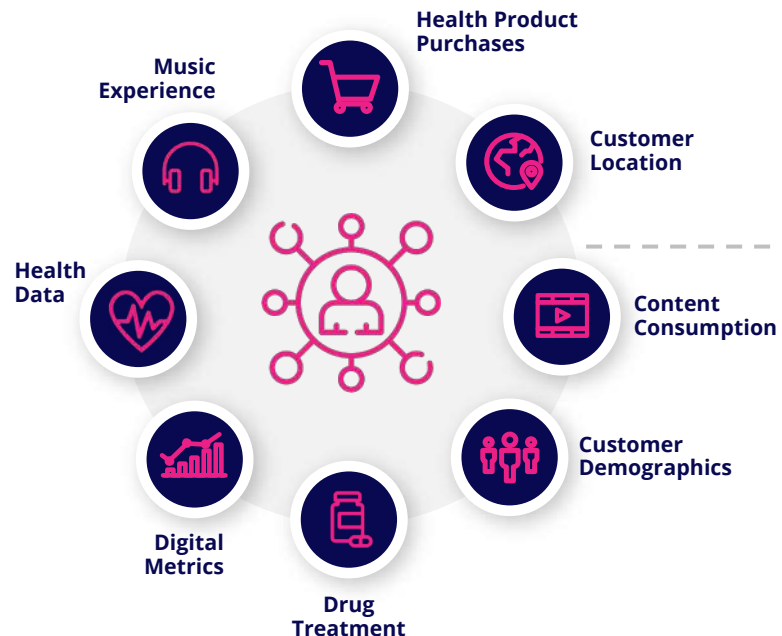 Health Product
Purchases
Music
Experience
Customer
Location
Health
Data
Content
Consumption
Customer
Demographics
Digital
Metrics
Drug
Treatment